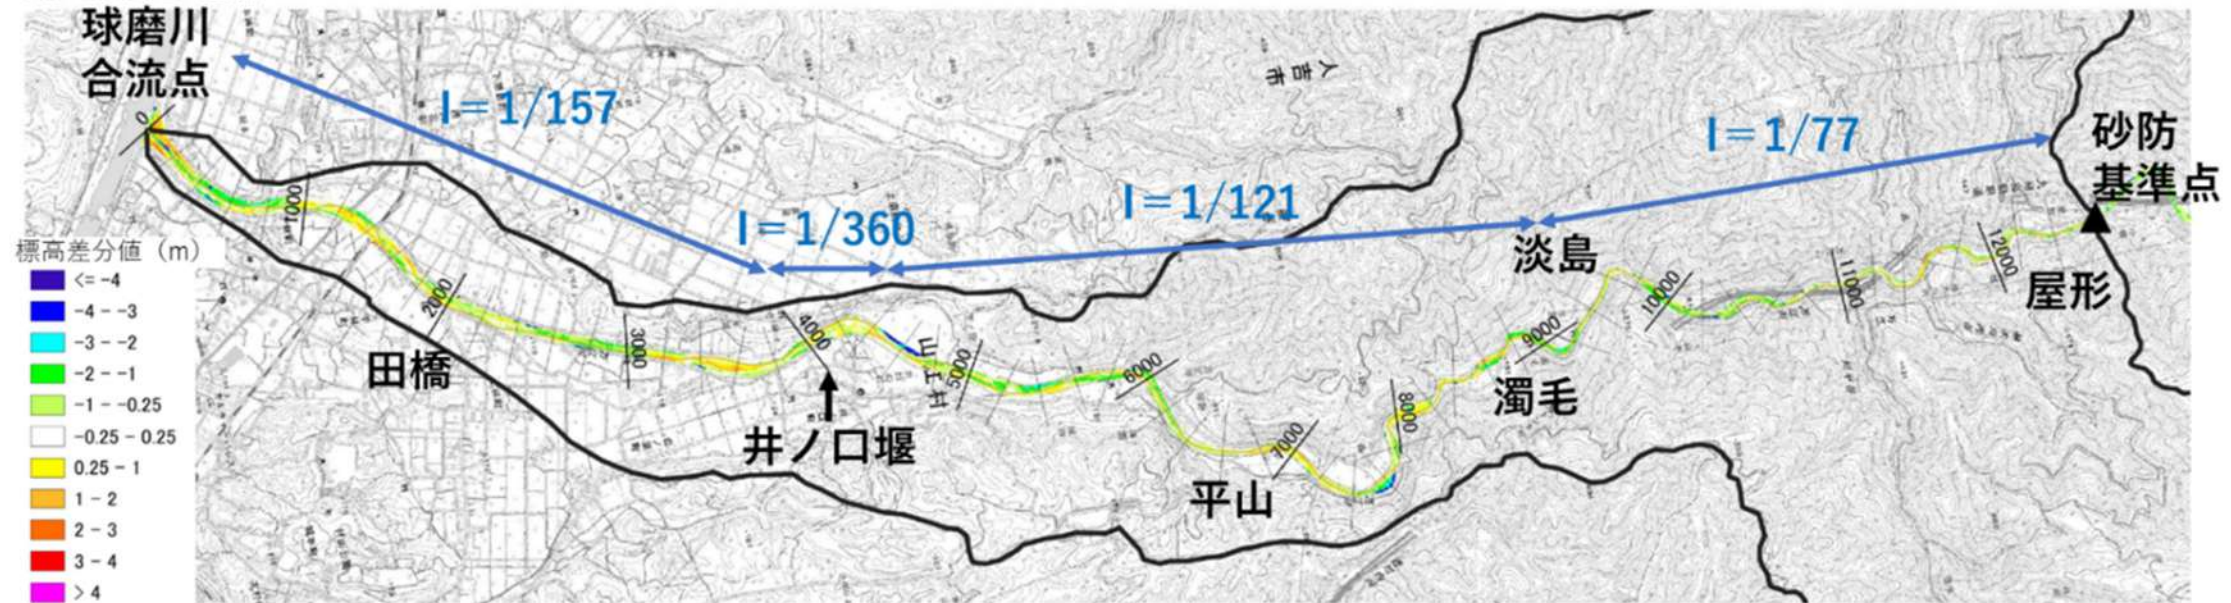 球磨川
合流点
I=1/157
I=1/360
I=1/121
I=1/77
砂防
基準点
人吉市
淡島
屋形
田橋
井ノ口堰
山江村
平山
濁毛
0
1000
2000
3000
4000
5000
6000
7000
8000
9000
10000
11000
12000
標高差分値（m）
<= -4
-4 - -3
-3 - -2
-2 - -1
-1 - -0.25
-0.25 - 0.25
0.25 - 1
1 - 2
2 - 3
3 - 4
> 4